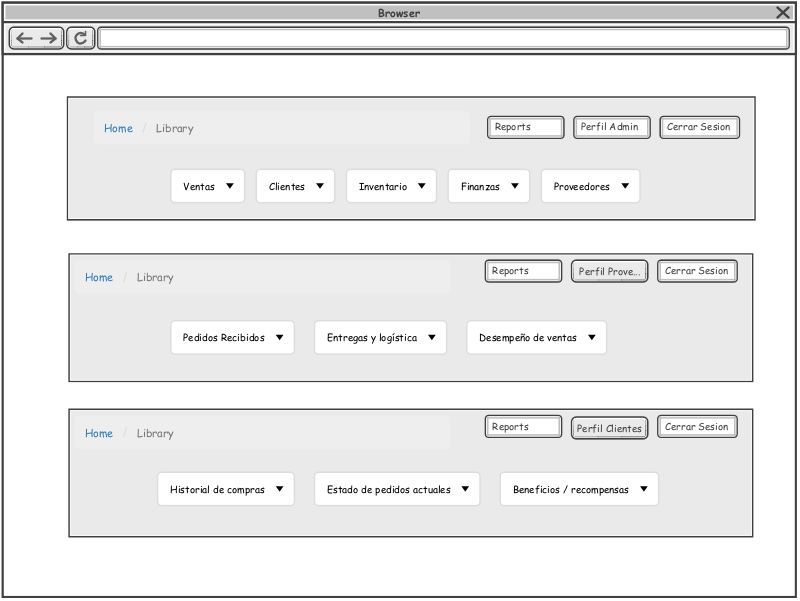 Browser
Home / Library Reports Perfil Admin Cerrar Sesion
Ventas Clientes Inventario Finanzas Proveedores
Home / Library Reports Perfil Prove... Cerrar Sesion
Pedidos Recibidos Entregas y logística Desempeño de ventas
Home / Library Reports Perfil Clientes Cerrar Sesion
Historial de compras Estado de pedidos actuales Beneficios / recompensas